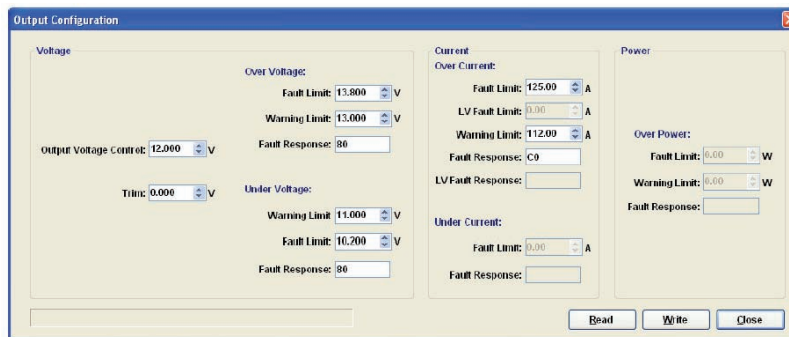 Output Configuration
Voltage
Output Voltage Control: 12.000 V
Trim: 0.000 V
Over Voltage:
Fault Limit: 13.800 V
Warning Limit: 13.000 V
Fault Response: 80
Under Voltage:
Warning Limit 11.000 V
Fault Limit: 10.200 V
Fault Response: 80
Current
Over Current:
Fault Limit: 125.00 A
LV Fault Limit: 0.00 A
Warning Limit: 112.00 A
Fault Response: C0
LV Fault Response:
Under Current:
Fault Limit: 0.00 A
Fault Response:
Power
Over Power:
Fault Limit: 0.00 W
Warning Limit: 0.00 W
Fault Response:
Read
Write
Close